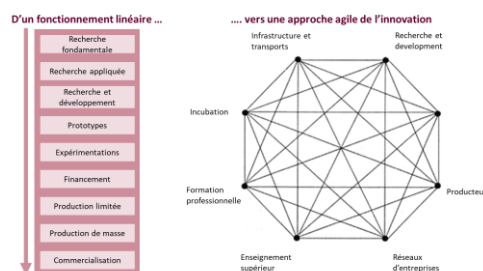 D'un fonctionnement linéaire ...
Recherche
fondamentale
Recherche appliquée
Recherche et
développement
Prototypes
Expérimentations
Financement
Production limitée
Production de masse
Commercialisation
.... vers une approche agile de l'innovation
Infrastructure et
transports
Recherche et
development
Incubation
Producteu
Formation
professionnelle
Enseignement
supérieur
Réseaux
d'entreprises